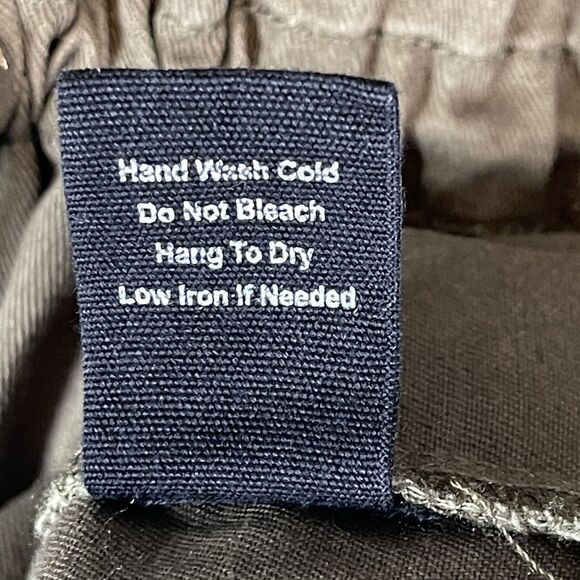 Hand Wash Cold
Do Not Bleach
Hang To Dry
Low Iron If Needed